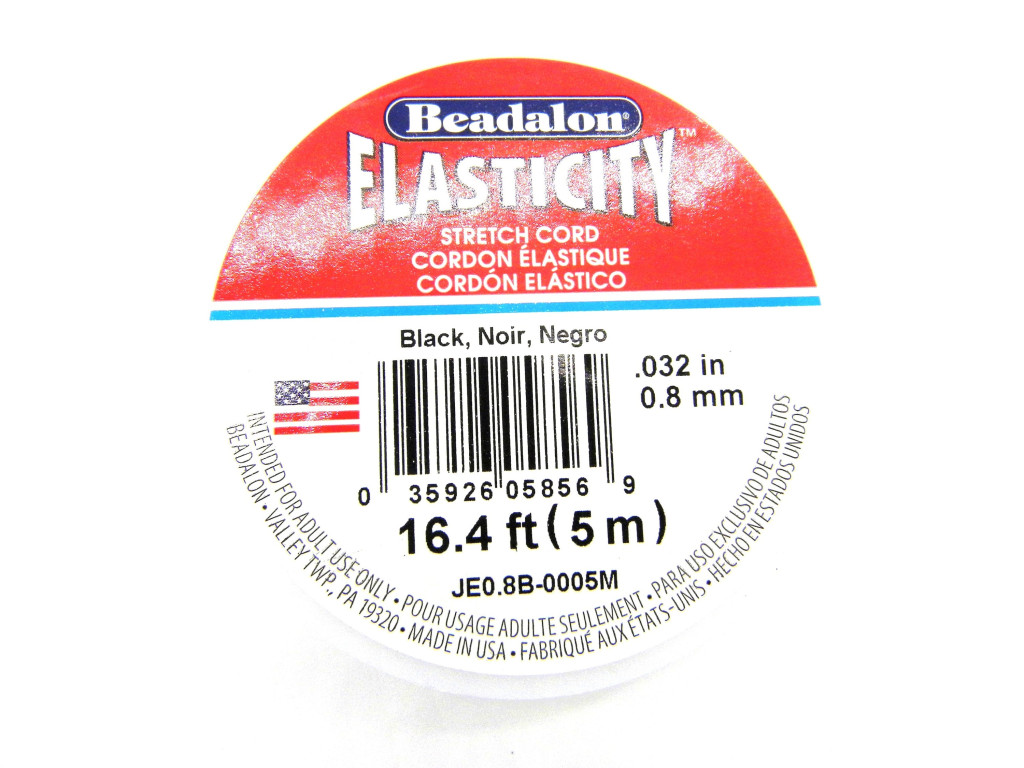 Beadalon®
ELASTICITY™
STRETCH CORD
CORDON ÉLASTIQUE
CORDÓN ELÁSTICO
Black, Noir, Negro
.032 in
0.8 mm
0 35926 05856 9
16.4 ft (5 m)
JE0.8B-0005M
INTENDED FOR ADULT USE ONLY • POUR USAGE ADULTE SEULEMENT • PARA USO EXCLUSIVO DE ADULTOS
BEADALON • VALLEY TWP., PA 19320 • MADE IN USA • FABRIQUÉ AUX ÉTATS-UNIS • HECHO EN ESTADOS UNIDOS